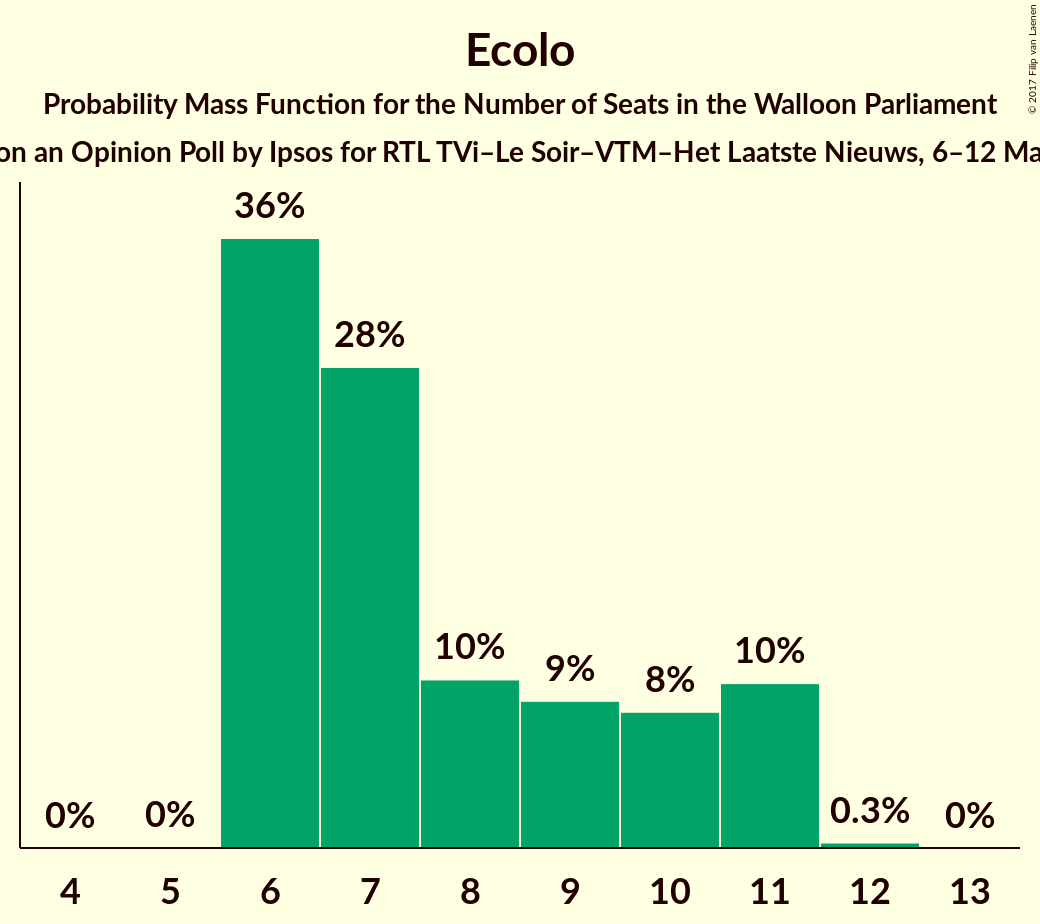 Ecolo
Probability Mass Function for the Number of Seats in the Walloon Parliament
on an Opinion Poll by Ipsos for RTL TVi–Le Soir–VTM–Het Laatste Nieuws, 6–12 Ma
© 2017 Filip van Laenen
36%
28%
10%
9%
8%
10%
0%
0%
0.3%
0%
4 5 6 7 8 9 10 11 12 13